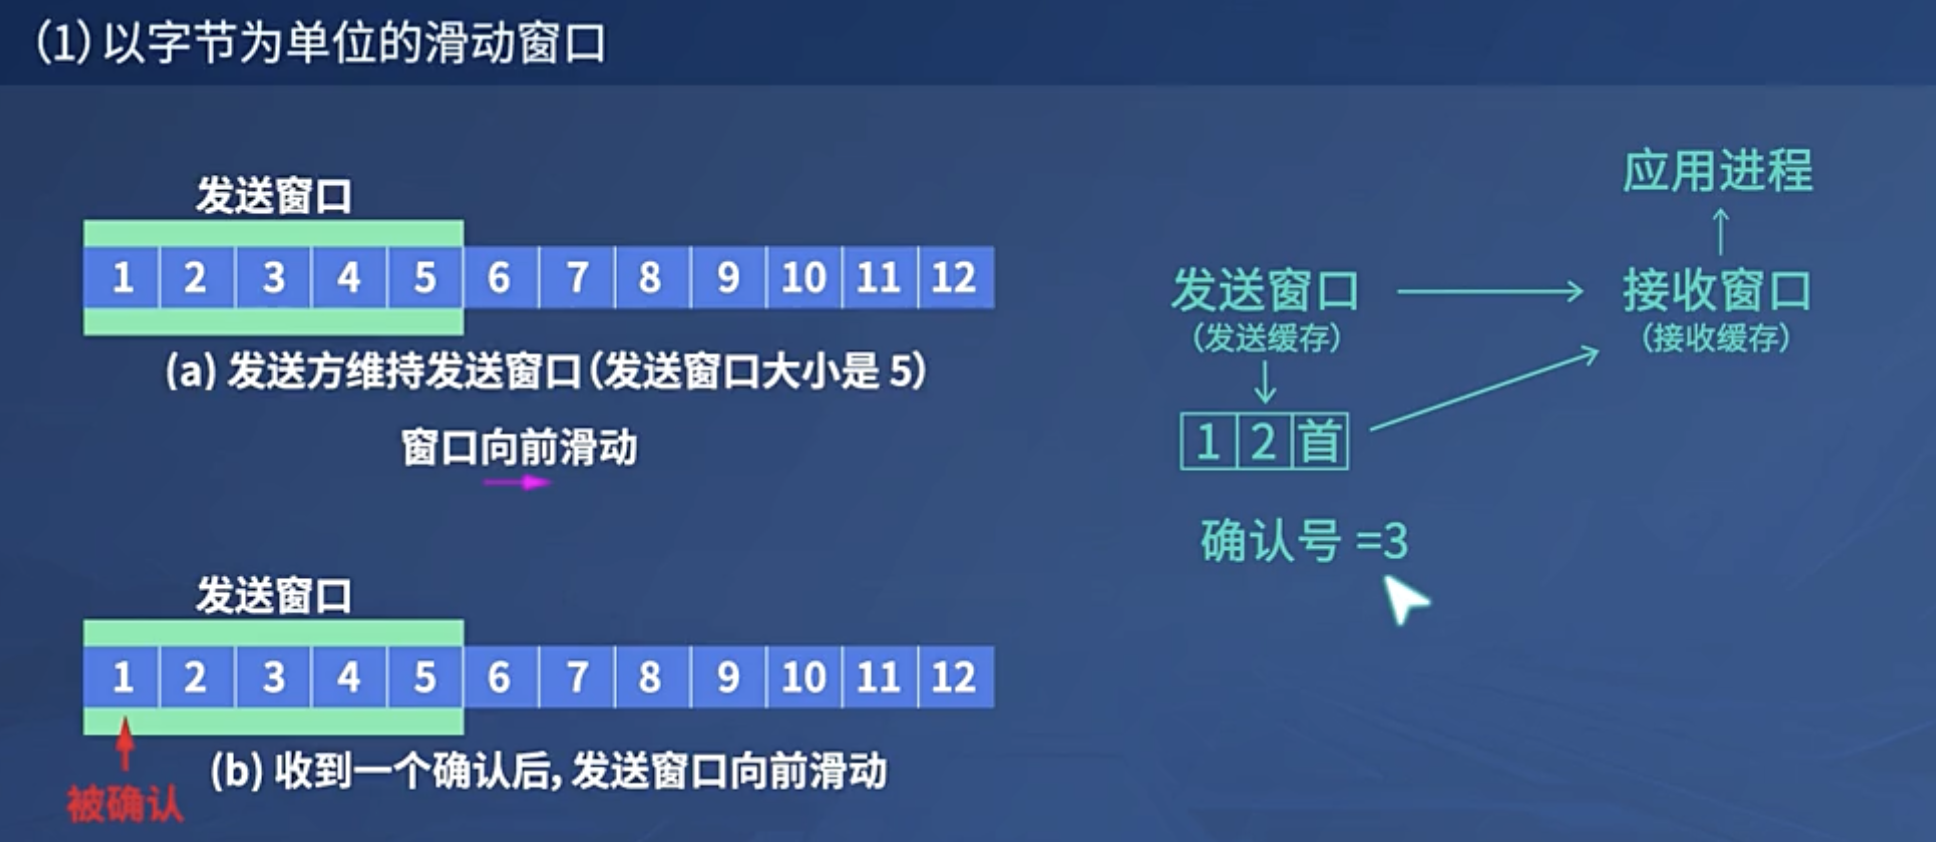 (1)以字节为单位的滑动窗口
发送窗口
1 2 3 4 5 6 7 8 9 10 11 12
(a) 发送方维持发送窗口(发送窗口大小是 5)
窗口向前滑动
发送窗口
1 2 3 4 5 6 7 8 9 10 11 12
被确认
(b) 收到一个确认后, 发送窗口向前滑动
应用进程
发送窗口
(发送缓存)
接收窗口
(接收缓存)
1 2 首
确认号 =3